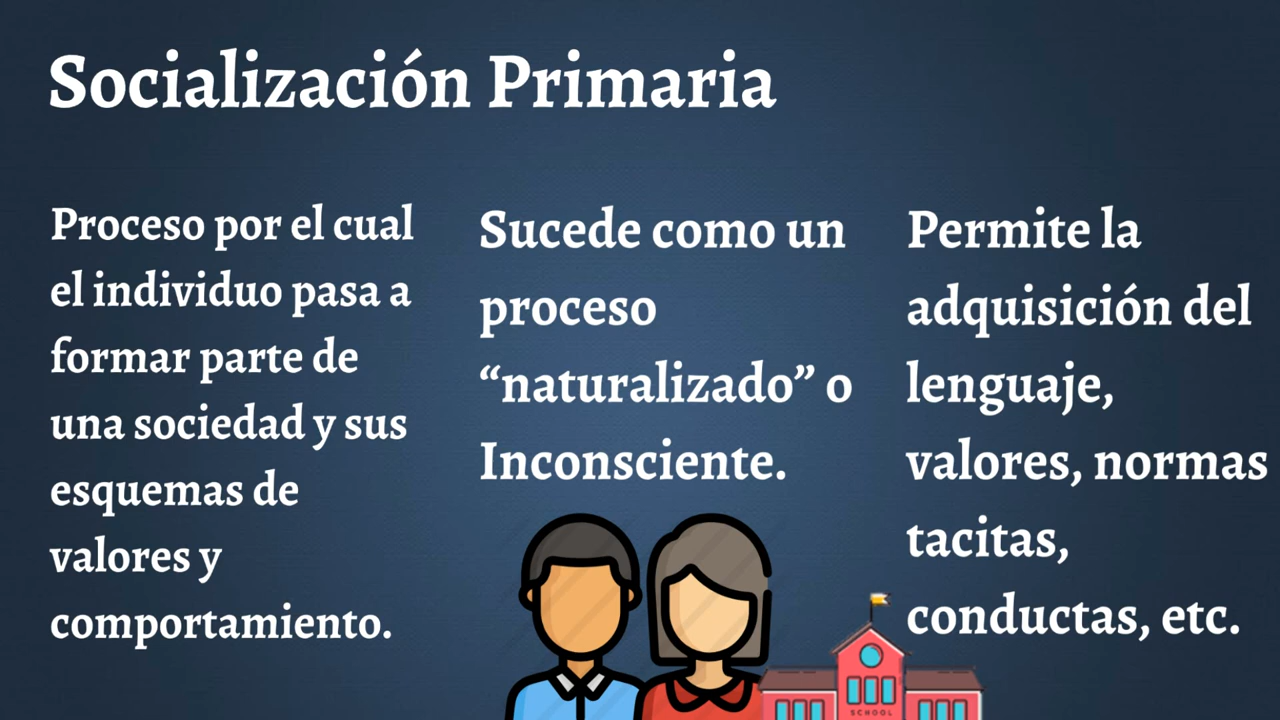 Socialización Primaria
Proceso por el cual
el individuo pasa a
formar parte de
una sociedad y sus
esquemas de
valores y
comportamiento.
Sucede como un
proceso
“naturalizado” o
Inconsciente.
Permite la
adquisición del
lenguaje,
valores, normas
tacitas,
conductas, etc.
SCHOOL